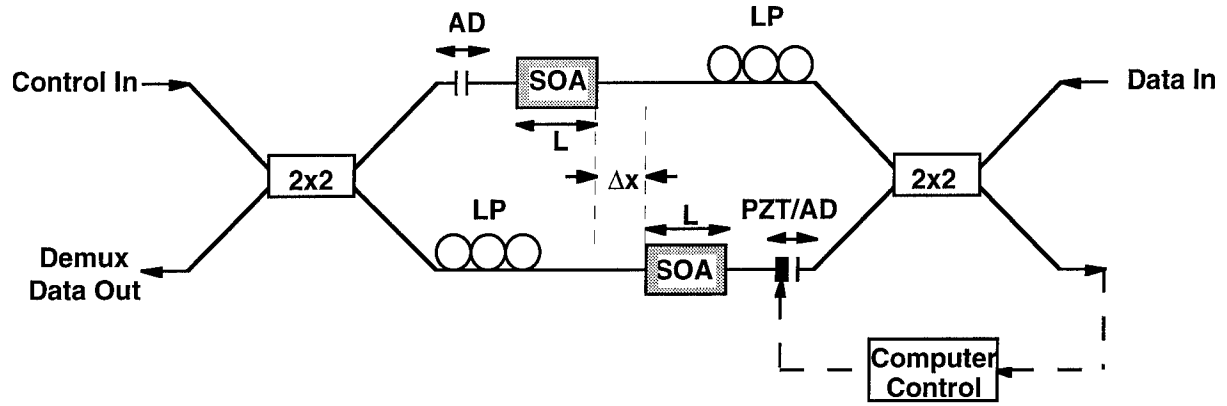 AD
LP
Control In
SOA
Data In
L
2x2
Δx
2x2
LP
L
PZT/AD
Demux
Data Out
SOA
Computer
Control